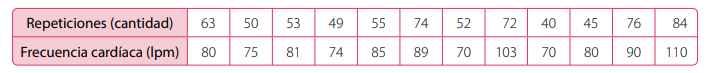 Repeticiones (cantidad) 63 50 53 49 55 74 52 72 40 45 76 84
Frecuencia cardíaca (lpm) 80 75 81 74 85 89 70 103 70 80 90 110